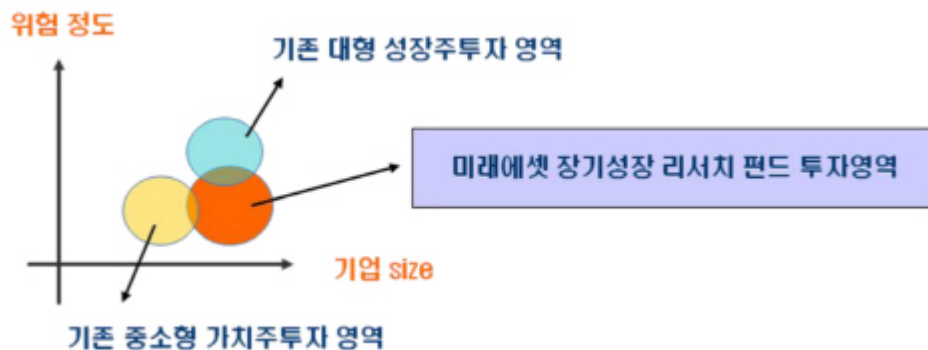 위험 정도
기존 대형 성장주투자 영역
미래에셋 장기성장 리서치 펀드 투자영역
기업 size
기존 중소형 가치주투자 영역